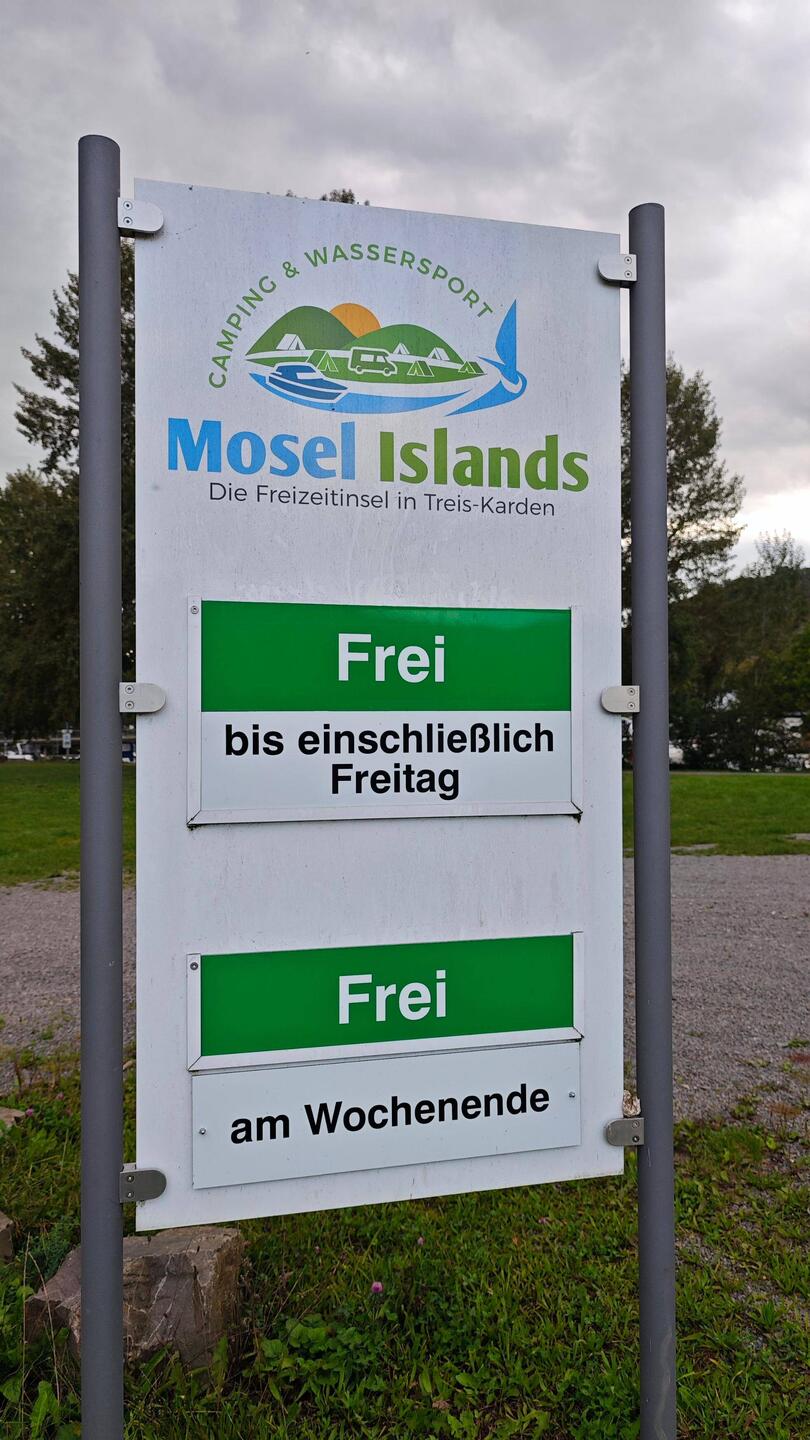 CAMPING & WASSERSPORT
Mosel Islands
Die Freizeitinsel in Treis-Karden
Frei
bis einschließlich
Freitag
Frei
am Wochenende